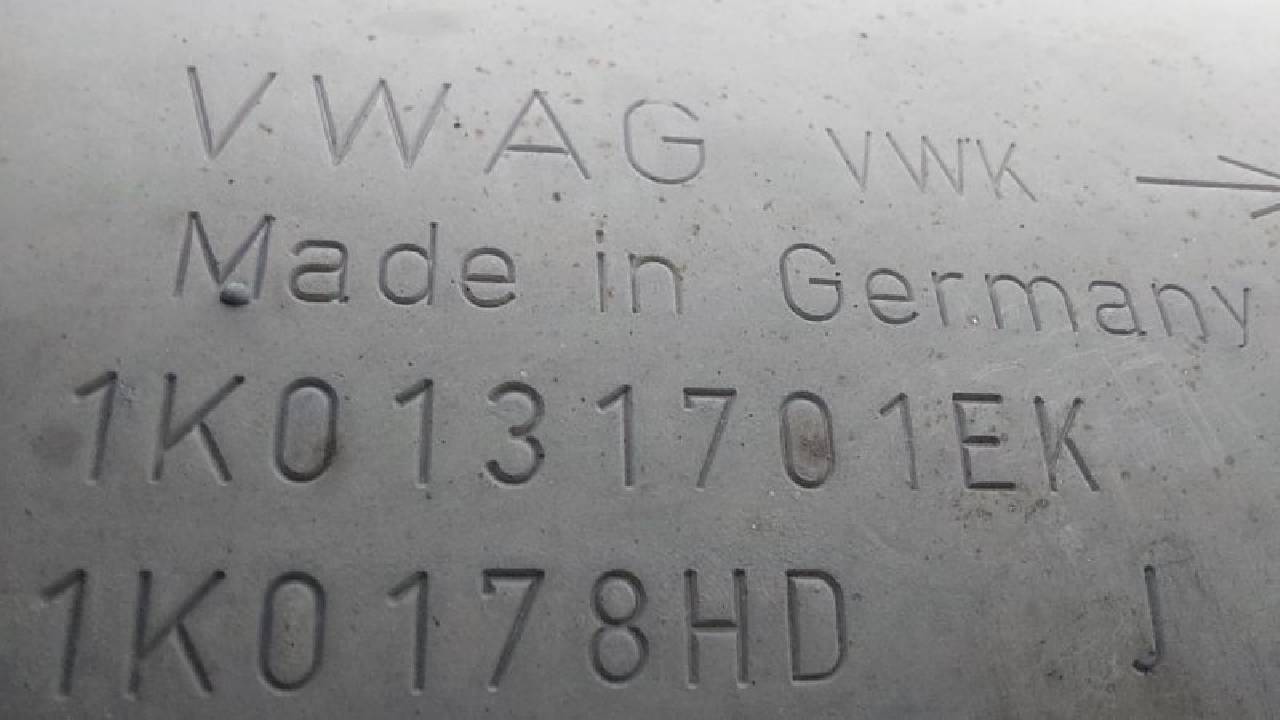 VWAG VWK →
Made in Germany
1K0131701EK
1K0178HD J